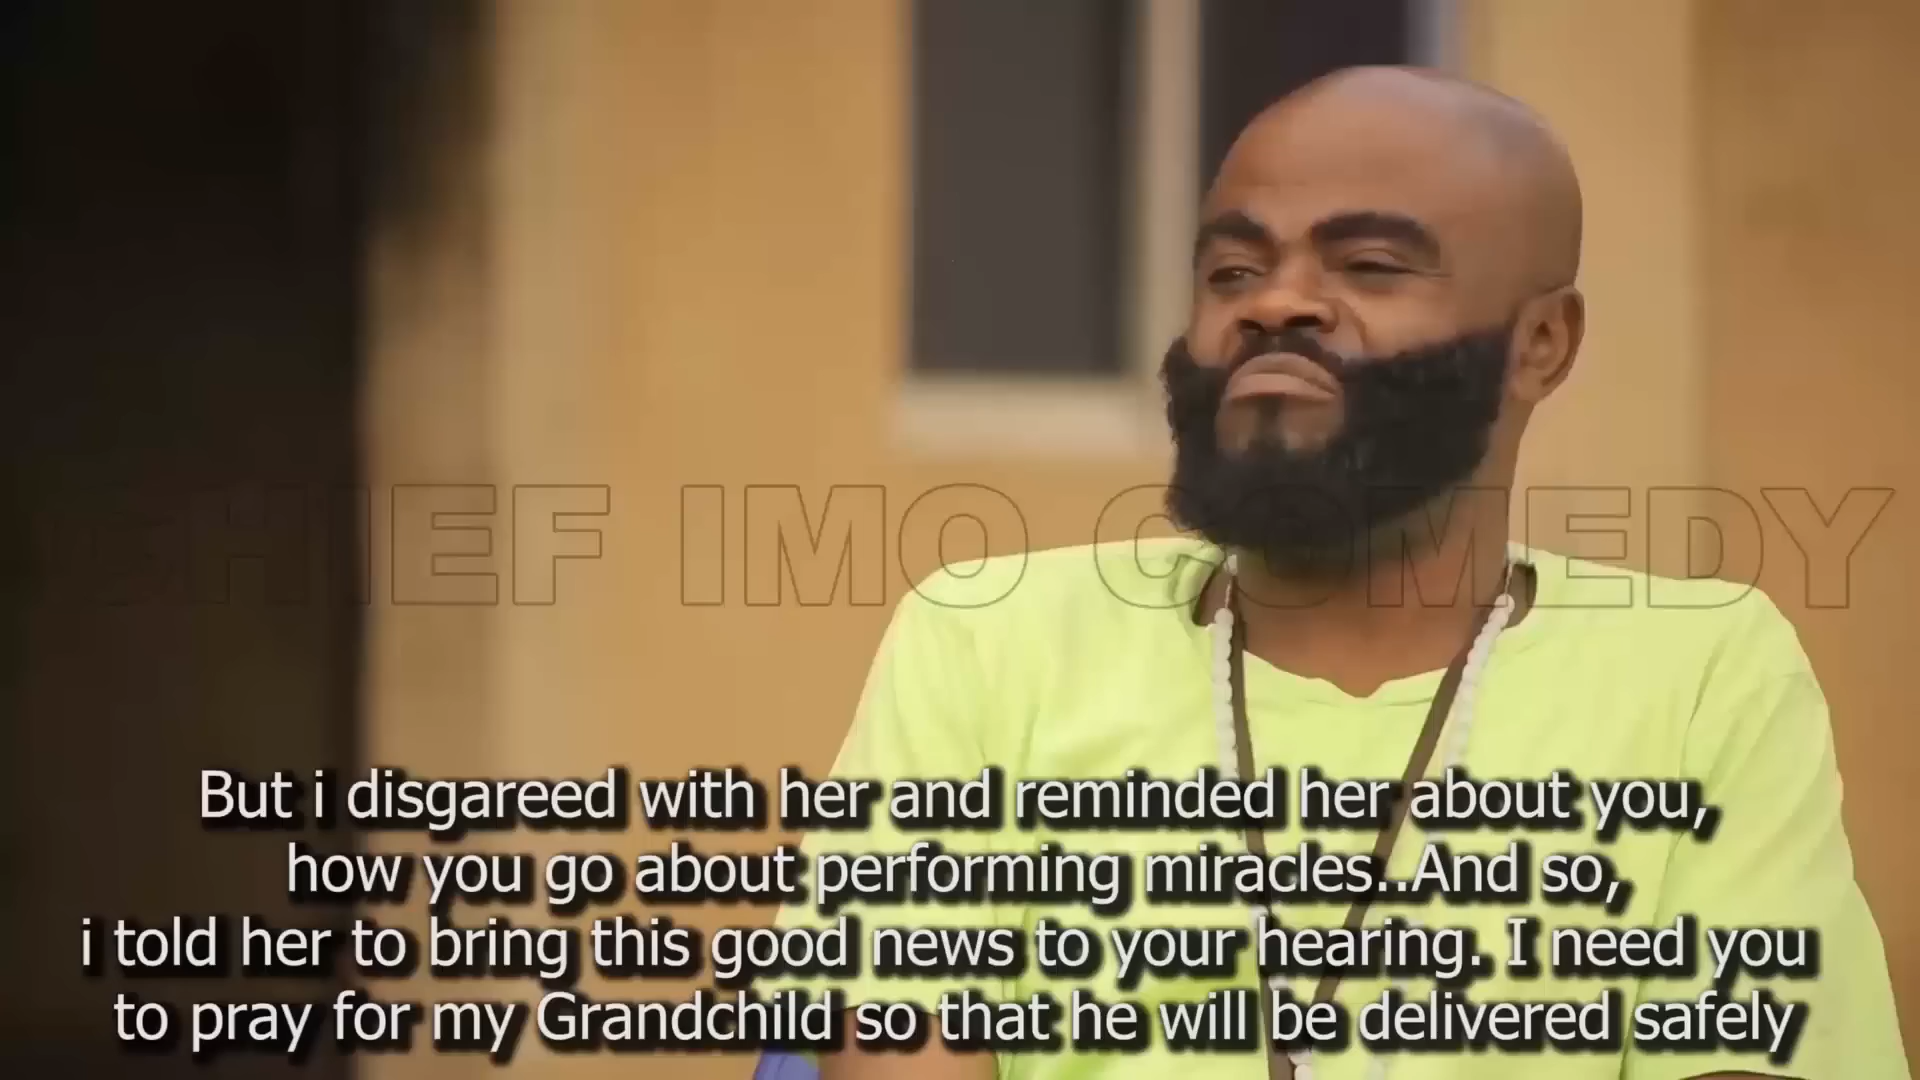 CHIEF IMO COMEDY
But i disgareed with her and reminded her about you,
how you go about performing miracles..And so,
i told her to bring this good news to your hearing. I need you
to pray for my Grandchild so that he will be delivered safely